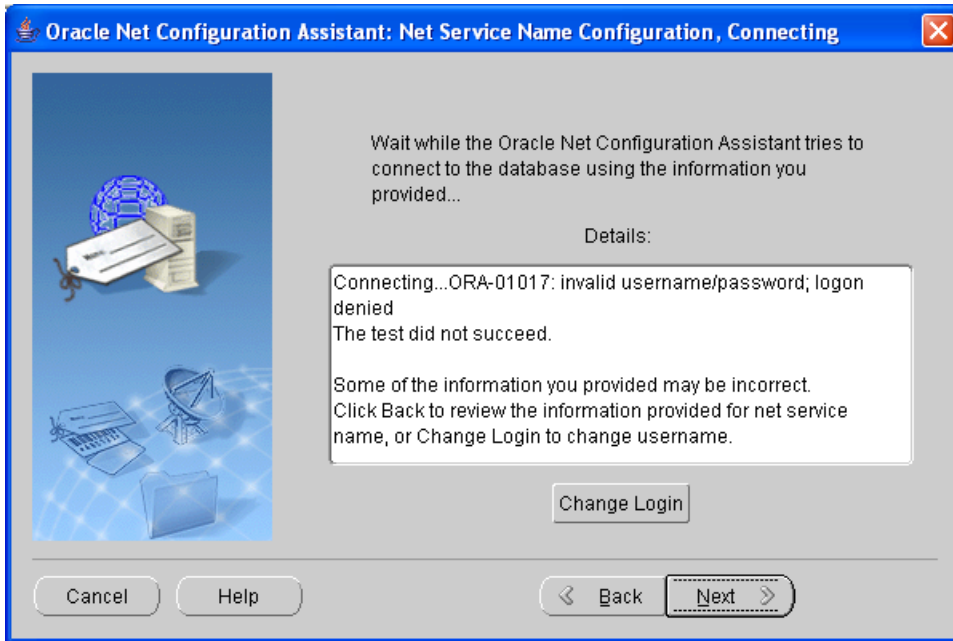 Oracle Net Configuration Assistant: Net Service Name Configuration, Connecting
Wait while the Oracle Net Configuration Assistant tries to
connect to the database using the information you
provided...
Details:
Connecting...ORA-01017: invalid username/password; logon
denied
The test did not succeed.
Some of the information you provided may be incorrect.
Click Back to review the information provided for net service
name, or Change Login to change username.
Change Login
Cancel
Help
Back
Next